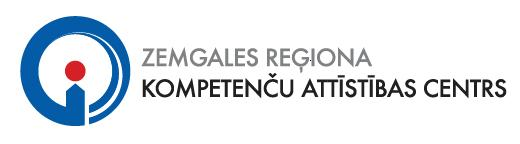 ZEMGALES REĢIONA
KOMPETENČU ATTĪSTĪBAS CENTRS